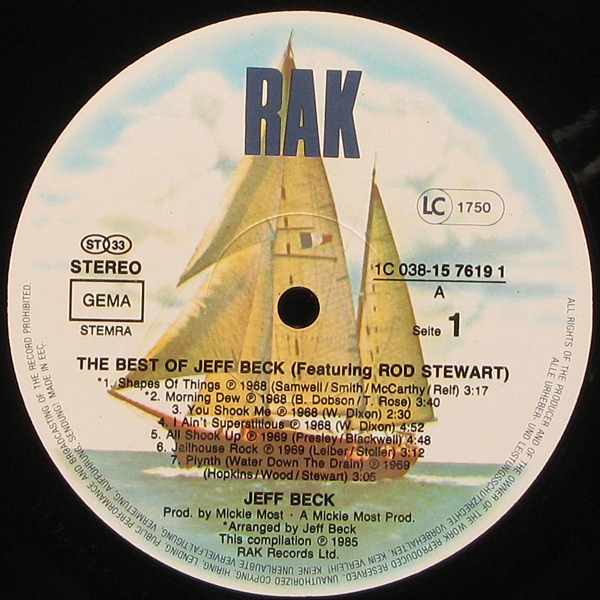 RAK
LC 1750
ST 33
STEREO
GEMA
STEMRA
1C 038-15 7619 1
A
Seite 1
THE BEST OF JEFF BECK (Featuring ROD STEWART)
*1. Shapes Of Things ℗ 1968 (Samwell/Smith/McCarthy/Relf) 3:17
*2. Morning Dew ℗ 1968 (B. Dobson/T. Rose) 3:40
3. You Shook Me ℗ 1968 (W. Dixon) 2:30
4. I Ain't Superstitious ℗ 1968 (W. Dixon) 4:52
5. All Shook Up ℗ 1969 (Presley/Blackwell) 4:48
6. Jailhouse Rock ℗ 1969 (Leiber/Stoller) 3:12
7. Plynth (Water Down The Drain) ℗ 1969
(Hopkins/Wood/Stewart) 3:05
JEFF BECK
Prod. by Mickie Most · A Mickie Most Prod.
*Arranged by Jeff Beck
This compilation ℗ 1985
RAK Records Ltd.
ALL RIGHTS OF THE PRODUCER AND OF THE OWNER OF THE WORK REPRODUCED RESERVED. UNAUTHORIZED COPYING, HIRING, LENDING, PUBLIC PERFORMANCE AND BROADCASTING OF THE RECORD PROHIBITED.
ALLE URHEBER- UND LEISTUNGSSCHUTZRECHTE VORBEHALTEN. KEIN VERLEIH! KEINE UNERLAUBTE VERVIELFÄLTIGUNG, VERMIETUNG, AUFFÜHRUNG, SENDUNG! MADE IN EEC.